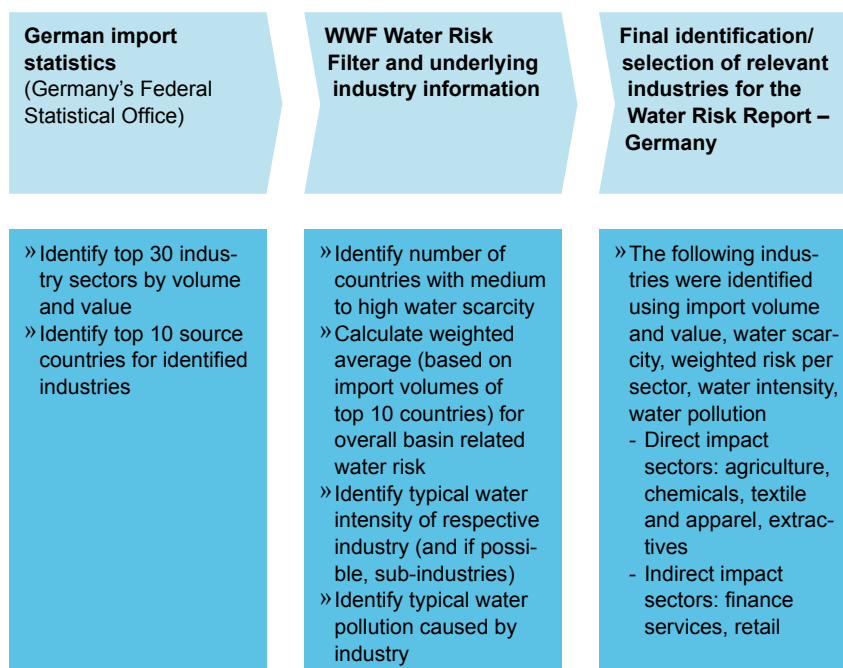 German import
statistics
(Germany's Federal
Statistical Office)
WWF Water Risk
Filter and underlying
industry information
Final identification/
selection of relevant
industries for the
Water Risk Report –
Germany
» Identify top 30 indus-
try sectors by volume
and value
» Identify top 10 source
countries for identified
industries
» Identify number of
countries with medium
to high water scarcity
» Calculate weighted
average (based on
import volumes of
top 10 countries) for
overall basin related
water risk
» Identify typical water
intensity of respective
industry (and if possi-
ble, sub-industries)
» Identify typical water
pollution caused by
industry
» The following indus-
tries were identified
using import volume
and value, water scar-
city, weighted risk per
sector, water intensity,
water pollution
- Direct impact
sectors: agriculture,
chemicals, textile
and apparel, extrac-
tives
- Indirect impact
sectors: finance
services, retail